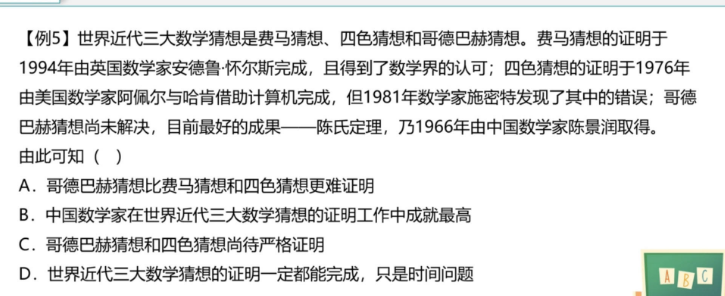 【例5】世界近代三大数学猜想是费马猜想、四色猜想和哥德巴赫猜想。费马猜想的证明于
1994年由英国数学家安德鲁·怀尔斯完成，且得到了数学界的认可；四色猜想的证明于1976年
由美国数学家阿佩尔与哈肯借助计算机完成，但1981年数学家施密特发现了其中的错误；哥德
巴赫猜想尚未解决，目前最好的成果——陈氏定理，乃1966年由中国数学家陈景润取得。
由此可知（ ）
A．哥德巴赫猜想比费马猜想和四色猜想更难证明
B．中国数学家在世界近代三大数学猜想的证明工作中成就最高
C．哥德巴赫猜想和四色猜想尚待严格证明
D．世界近代三大数学猜想的证明一定都能完成，只是时间问题
A B C